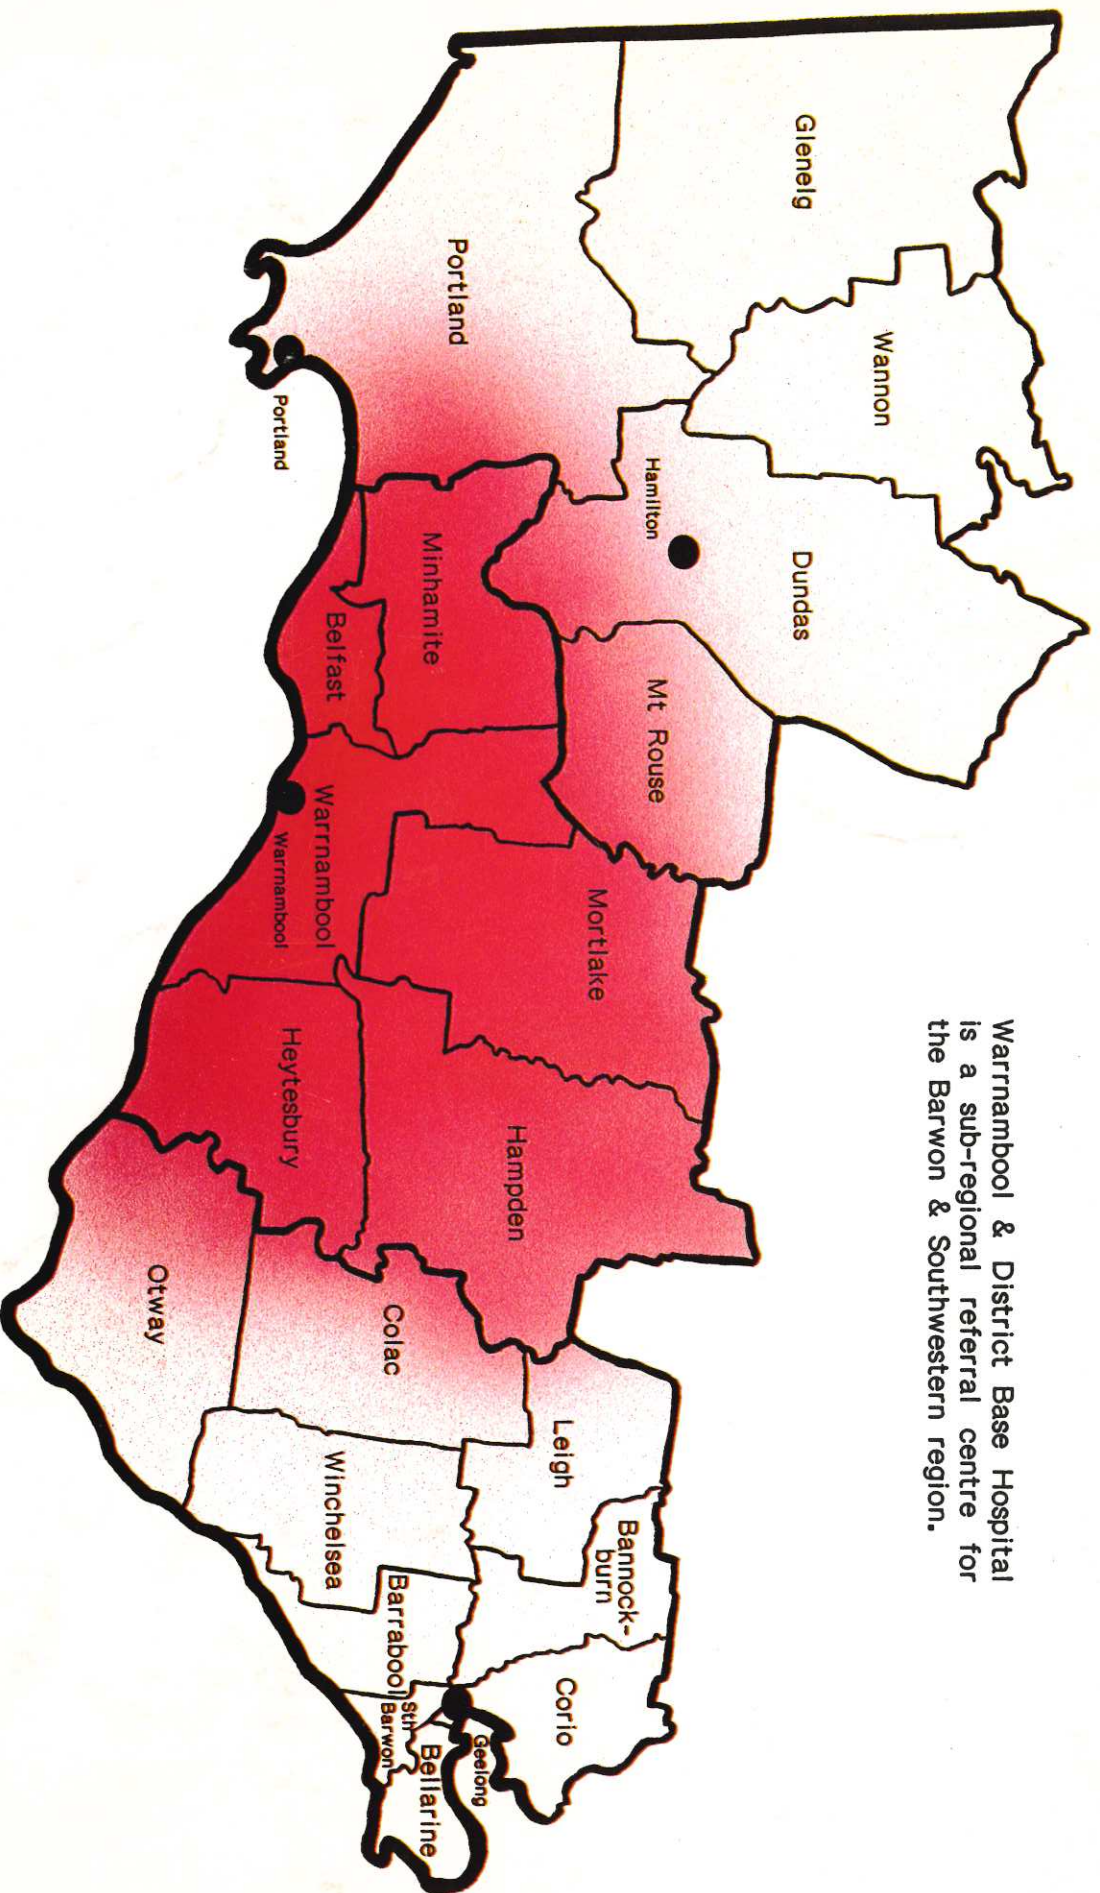 Warrnambool & District Base Hospital
is a sub-regional referral centre for
the Barwon & Southwestern region.
Glenelg
Wannon
Dundas
Portland
Hamilton
Portland
Mt Rouse
Minhamite
Belfast
Warrnambool
Warrnambool
Mortlake
Hampden
Heytesbury
Otway
Colac
Leigh
Bannock-
burn
Corio
Winchelsea
Barrabool
Sth
Barwon
Geelong
Bellarine